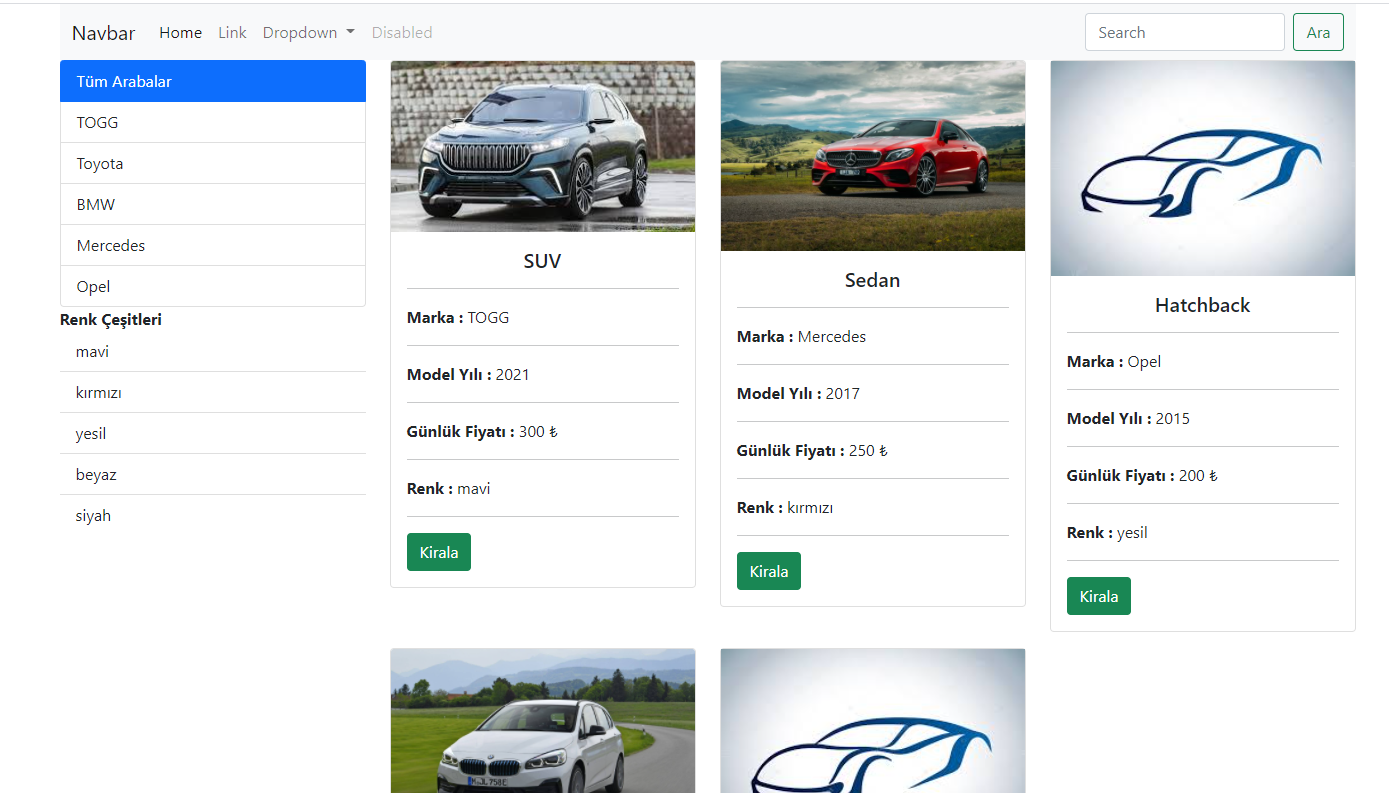 Navbar Home Link Dropdown Disabled Search Ara
Tüm Arabalar
TOGG
Toyota
BMW
Mercedes
Opel
Renk Çeşitleri
mavi
kırmızı
yesil
beyaz
siyah
SUV
Marka : TOGG
Model Yılı : 2021
Günlük Fiyatı : 300 ₺
Renk : mavi
Kirala
Sedan
Marka : Mercedes
Model Yılı : 2017
Günlük Fiyatı : 250 ₺
Renk : kırmızı
Kirala
Hatchback
Marka : Opel
Model Yılı : 2015
Günlük Fiyatı : 200 ₺
Renk : yesil
Kirala